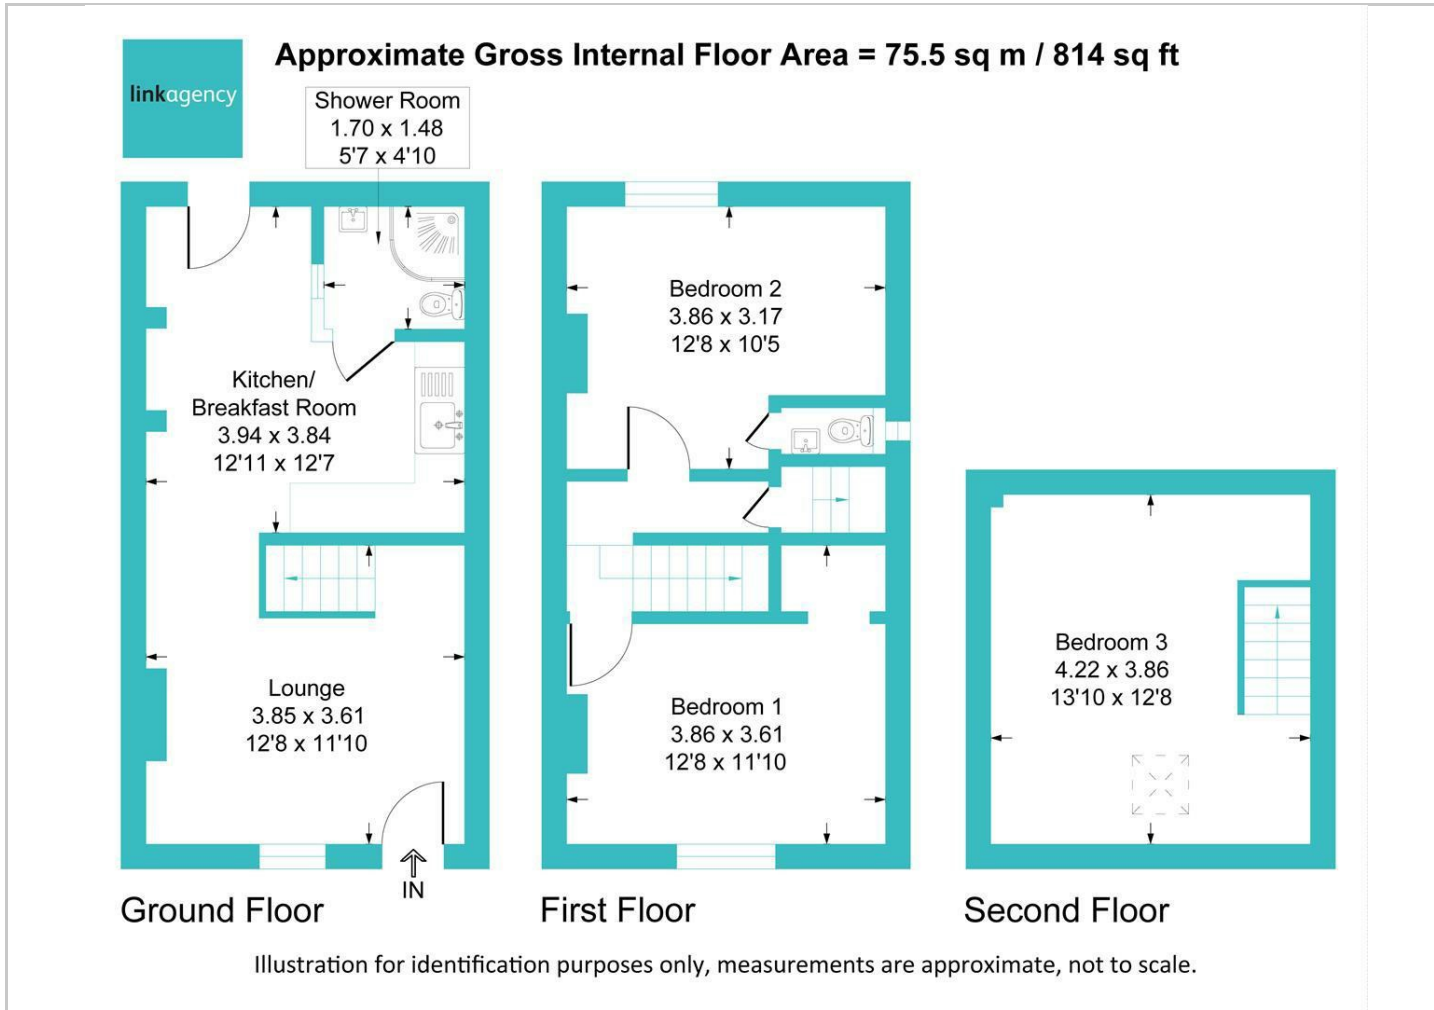 Approximate Gross Internal Floor Area = 75.5 sq m / 814 sq ft
linkagency
Shower Room
1.70 x 1.48
5'7 x 4'10
Kitchen/
Breakfast Room
3.94 x 3.84
12'11 x 12'7
Lounge
3.85 x 3.61
12'8 x 11'10
IN
Ground Floor
Bedroom 2
3.86 x 3.17
12'8 x 10'5
Bedroom 1
3.86 x 3.61
12'8 x 11'10
First Floor
Bedroom 3
4.22 x 3.86
13'10 x 12'8
Second Floor
Illustration for identification purposes only, measurements are approximate, not to scale.